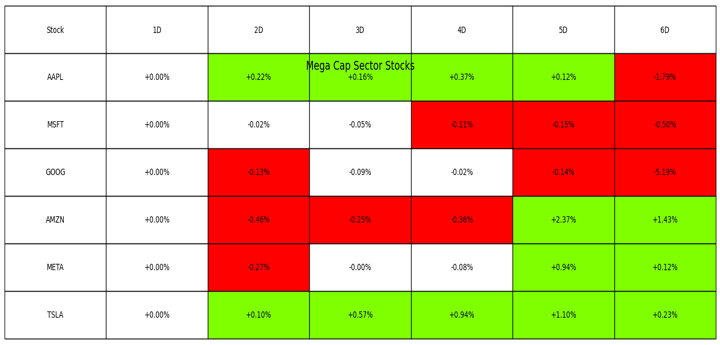 Stock 1D 2D 3D 4D 5D 6D
Mega Cap Sector Stocks
AAPL +0.00% +0.22% +0.16% +0.37% +0.12% -1.79%
MSFT +0.00% -0.02% -0.05% -0.11% -0.15% -0.50%
GOOG +0.00% -0.13% -0.09% -0.02% -0.14% -5.19%
AMZN +0.00% -0.46% -0.25% -0.36% +2.37% +1.43%
META +0.00% -0.27% -0.00% -0.08% +0.94% +0.12%
TSLA +0.00% +0.10% +0.57% +0.94% +1.10% +0.23%